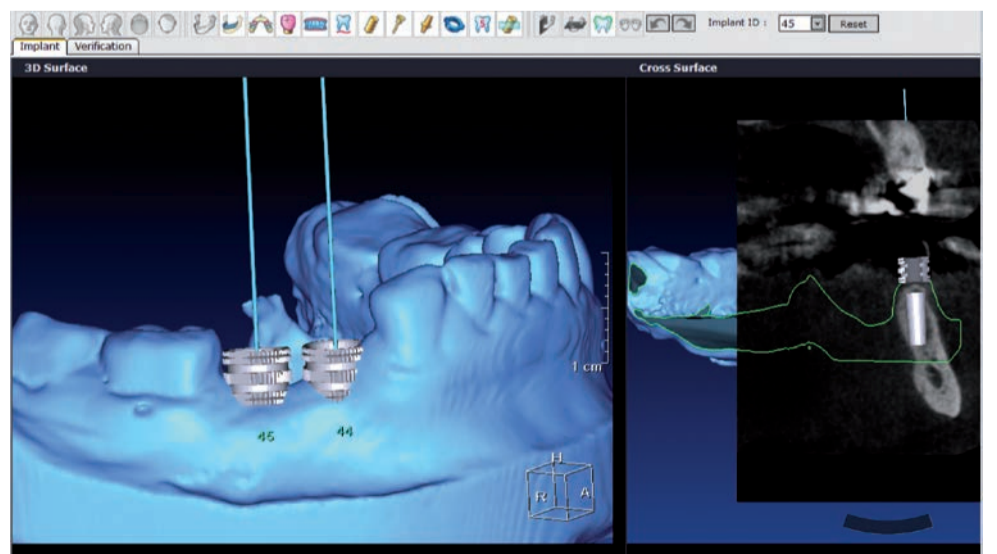 Implant ID : 45 Reset
Implant Verification
3D Surface
Cross Surface
1 cm
45 44
H
R A